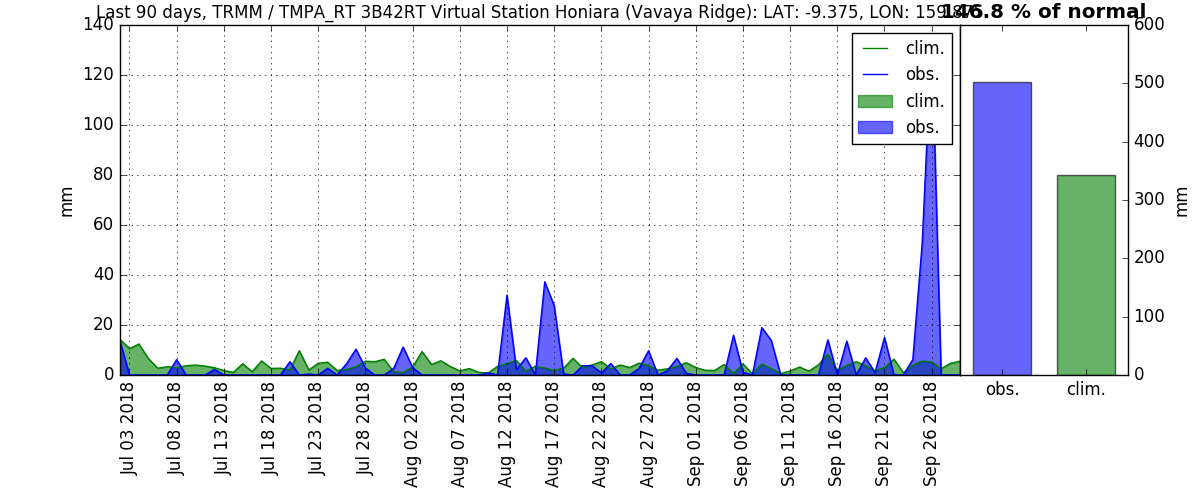 Last 90 days, TRMM / TMPA_RT 3B42RT Virtual Station Honiara (Vavaya Ridge): LAT: -9.375, LON:
146.8 % of normal
140
120
100
80
60
40
20
0
mm
clim.
obs.
clim.
obs.
600
500
400
300
200
100
0
mm
obs.
clim.
Jul 03 2018
Jul 08 2018
Jul 13 2018
Jul 18 2018
Jul 23 2018
Jul 28 2018
Aug 02 2018
Aug 07 2018
Aug 12 2018
Aug 17 2018
Aug 22 2018
Aug 27 2018
Sep 01 2018
Sep 06 2018
Sep 11 2018
Sep 16 2018
Sep 21 2018
Sep 26 2018